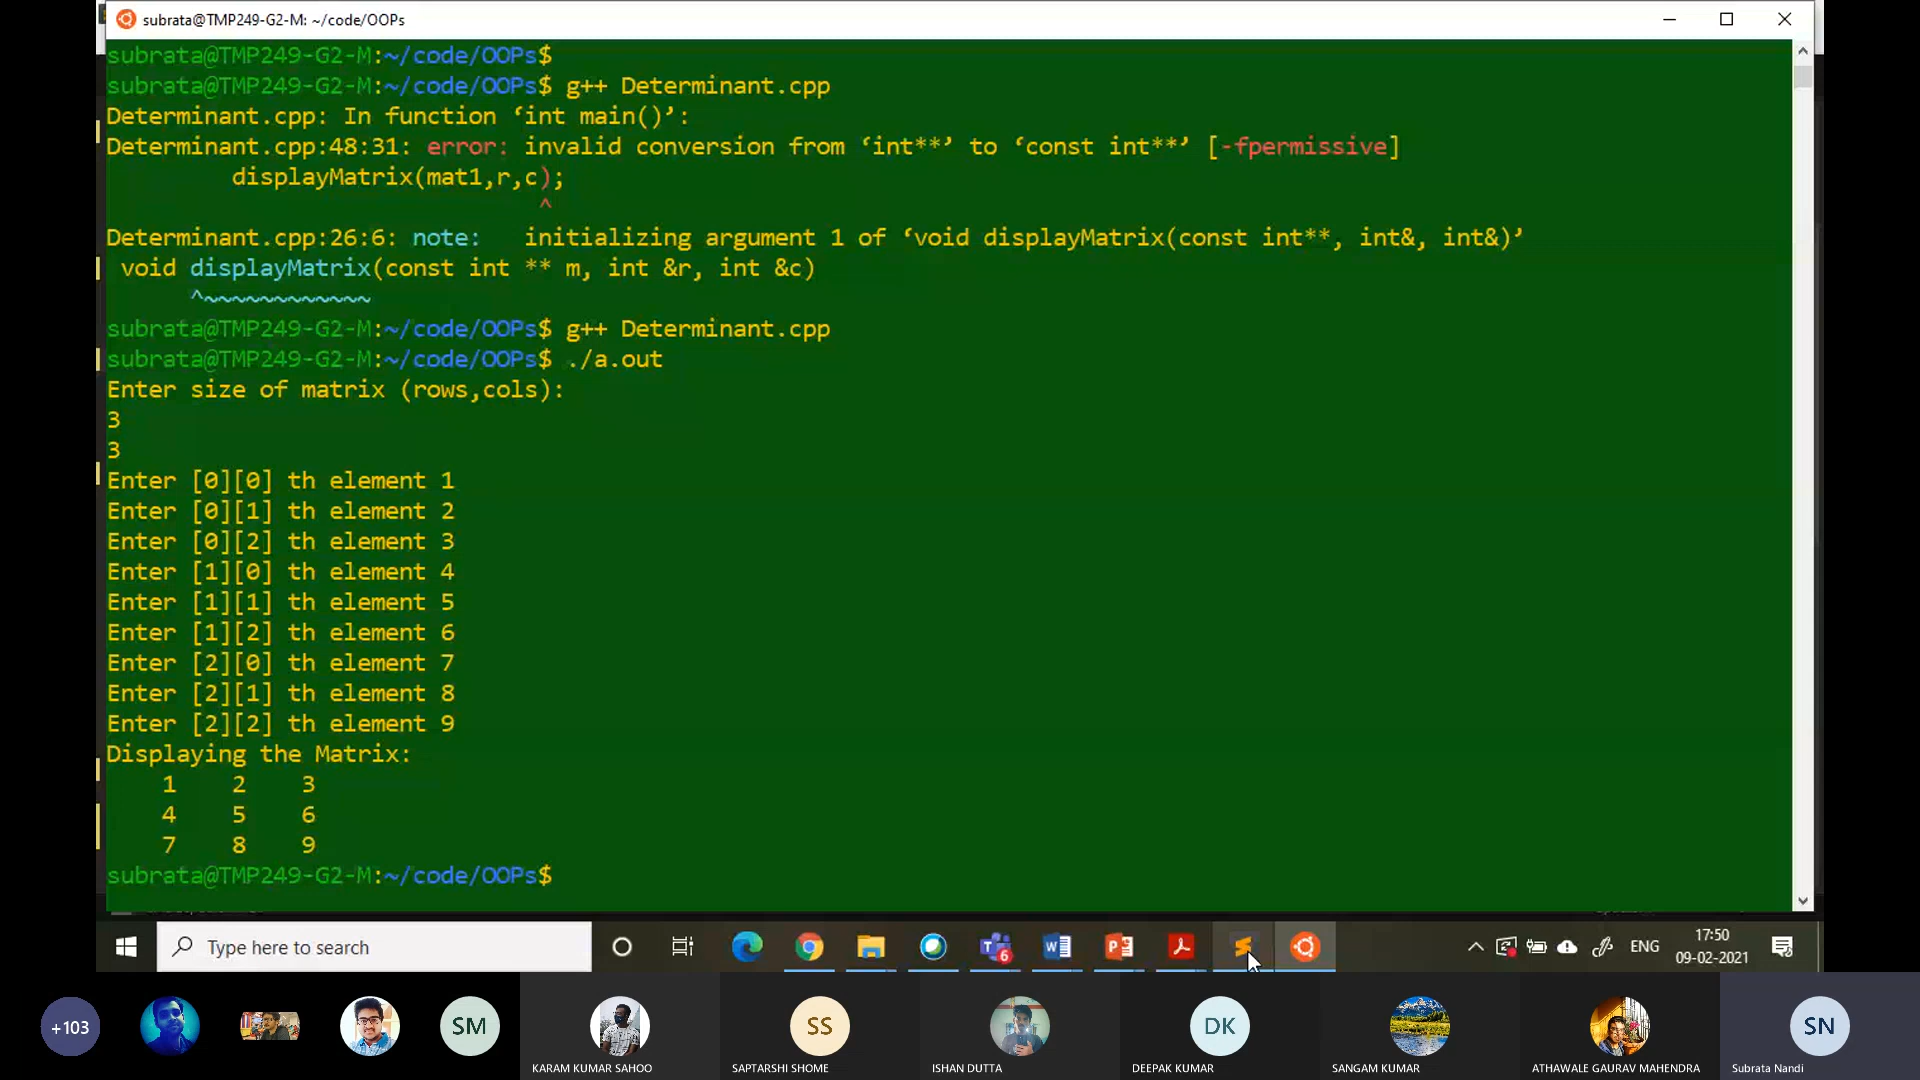 subrata@TMP249-G2-M: ~/code/OOPs
subrata@TMP249-G2-M:~/code/OOPs$
subrata@TMP249-G2-M:~/code/OOPs$ g++ Determinant.cpp
Determinant.cpp: In function ‘int main()’:
Determinant.cpp:48:31: error: invalid conversion from ‘int**’ to ‘const int**’ [-fpermissive]
displayMatrix(mat1,r,c);
^
Determinant.cpp:26:6: note:   initializing argument 1 of ‘void displayMatrix(const int**, int&, int&)’
void displayMatrix(const int ** m, int &r, int &c)
^~~~~~~~~~~~~
subrata@TMP249-G2-M:~/code/OOPs$ g++ Determinant.cpp
subrata@TMP249-G2-M:~/code/OOPs$ ./a.out
Enter size of matrix (rows,cols):
3
3
Enter [0][0] th element 1
Enter [0][1] th element 2
Enter [0][2] th element 3
Enter [1][0] th element 4
Enter [1][1] th element 5
Enter [1][2] th element 6
Enter [2][0] th element 7
Enter [2][1] th element 8
Enter [2][2] th element 9
Displaying the Matrix:
1 2 3
4 5 6
7 8 9
subrata@TMP249-G2-M:~/code/OOPs$
Type here to search
6
ENG
17:50
09-02-2021
+103
SM
SS
DK
SN
KARAM KUMAR SAHOO
SAPTARSHI SHOME
ISHAN DUTTA
DEEPAK KUMAR
SANGAM KUMAR
ATHAWALE GAURAV MAHENDRA
Subrata Nandi